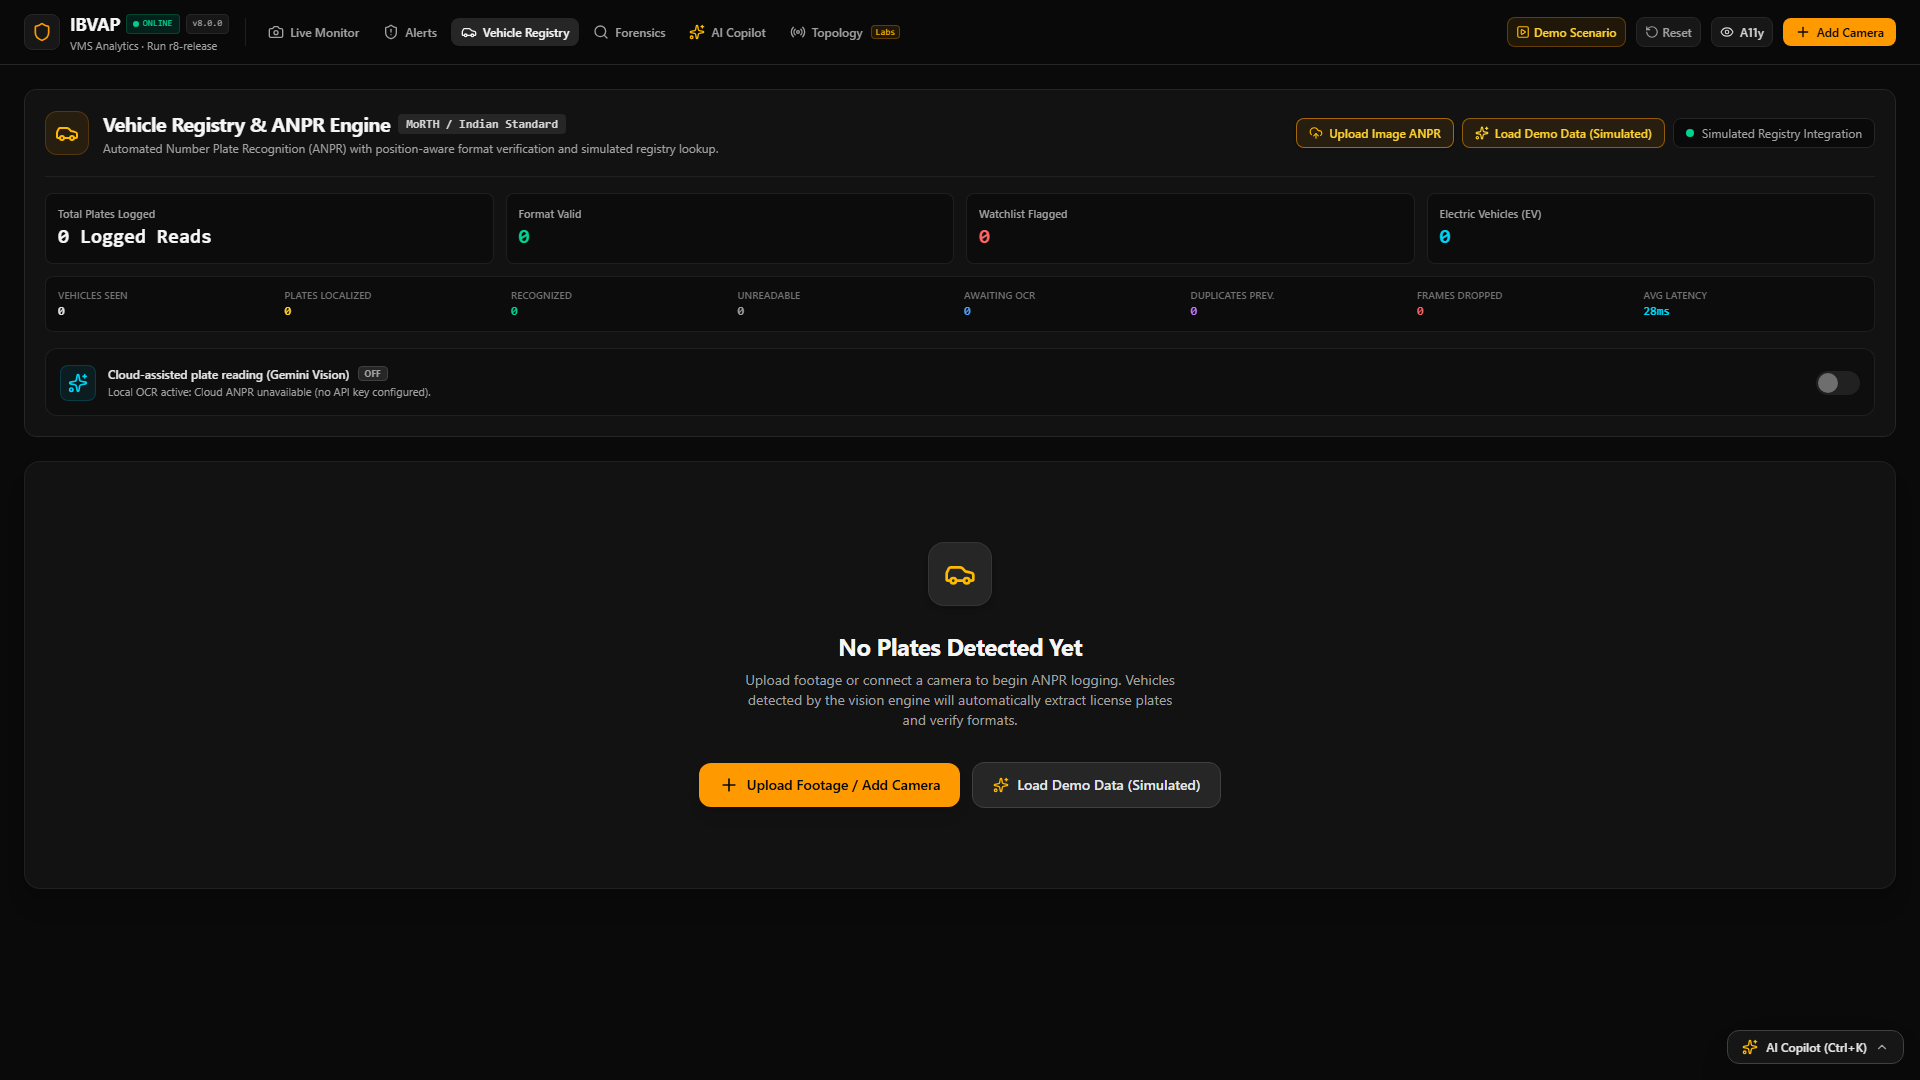 IBVAP ONLINE v8.0.0
VMS Analytics · Run r8-release
Live Monitor
Alerts
Vehicle Registry
Forensics
AI Copilot
Topology Labs
Demo Scenario
Reset
A11y
Add Camera
Vehicle Registry & ANPR Engine MoRTH / Indian Standard
Automated Number Plate Recognition (ANPR) with position-aware format verification and simulated registry lookup.
Upload Image ANPR
Load Demo Data (Simulated)
Simulated Registry Integration
Total Plates Logged
0 Logged Reads
Format Valid
0
Watchlist Flagged
0
Electric Vehicles (EV)
0
VEHICLES SEEN
0
PLATES LOCALIZED
0
RECOGNIZED
0
UNREADABLE
0
AWAITING OCR
0
DUPLICATES PREV.
0
FRAMES DROPPED
0
AVG LATENCY
28ms
Cloud-assisted plate reading (Gemini Vision) OFF
Local OCR active: Cloud ANPR unavailable (no API key configured).
No Plates Detected Yet
Upload footage or connect a camera to begin ANPR logging. Vehicles
detected by the vision engine will automatically extract license plates
and verify formats.
Upload Footage / Add Camera
Load Demo Data (Simulated)
AI Copilot (Ctrl+K)